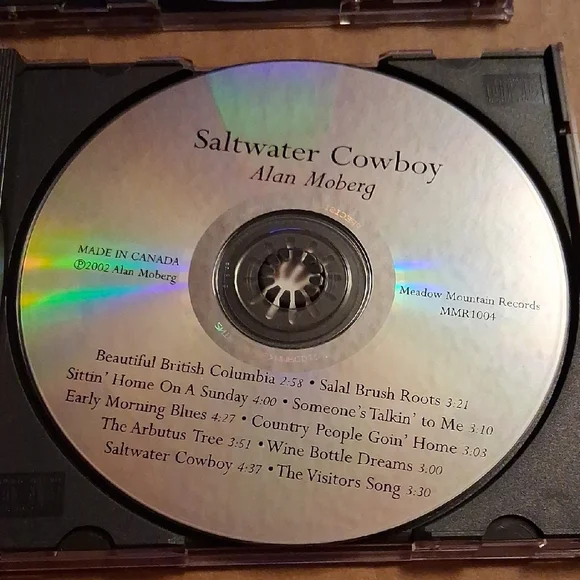 Saltwater Cowboy
Alan Moberg
MADE IN CANADA
℗2002 Alan Moberg
Meadow Mountain Records
MMR1004
Beautiful British Columbia 2:58 • Salal Brush Roots 3:21
Sittin' Home On A Sunday 4:00 • Someone's Talkin' to Me 3:10
Early Morning Blues 4:27 • Country People Goin' Home 3:03
The Arbutus Tree 3:51 • Wine Bottle Dreams 3:00
Saltwater Cowboy 4:37 • The Visitors Song 3:30